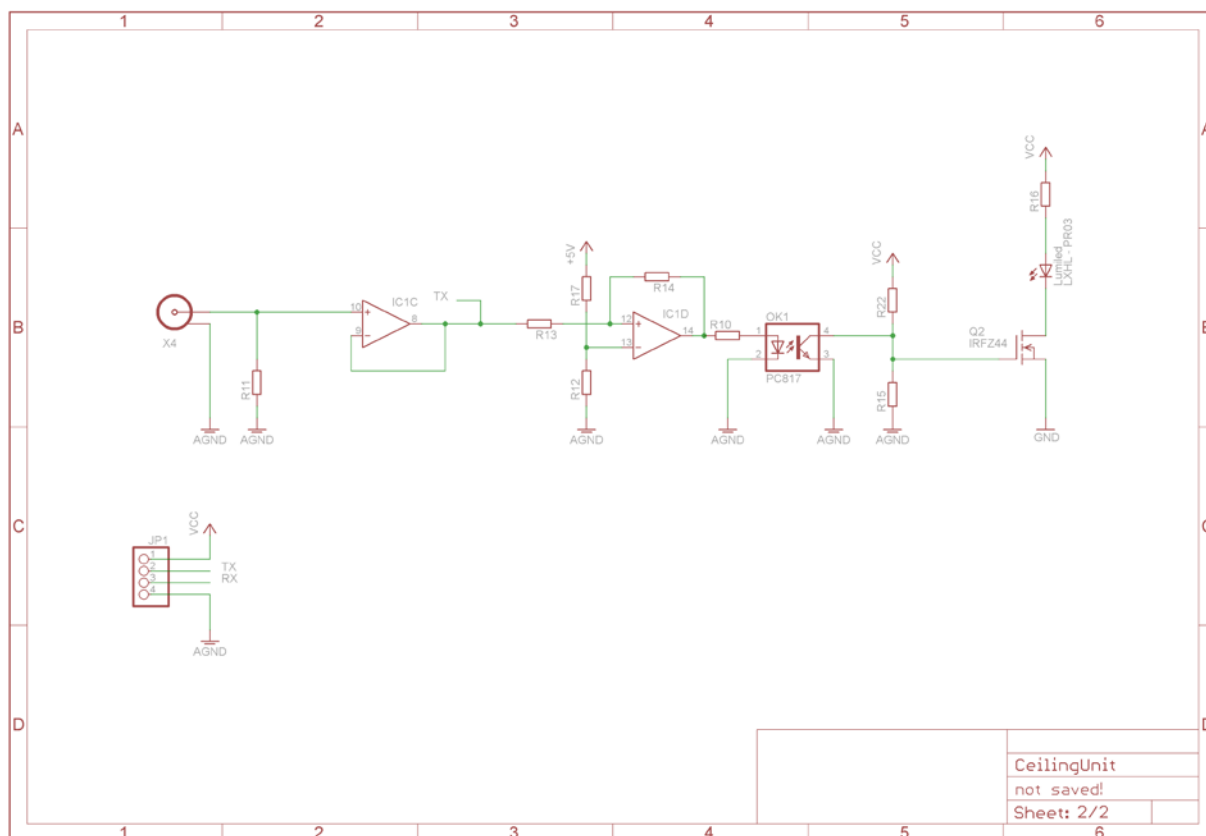 1 2 3 4 5 6
A
A
VCC
R16
Lumiled
LXHL - PR03
+5V
VCC
R17
R14
R22
B
X4
10
9
IC1C
8
TX
R13
12
13
IC1D
14
R10
OK1
1
2
4
3
PC817
Q2
IRFZ44
R11
R12
R15
AGND
AGND
AGND
AGND
AGND
AGND
GND
C
VCC
JP1
1
2
3
4
TX
RX
AGND
D
CeilingUnit
not saved!
Sheet: 2/2
1 2 3 4 5 6